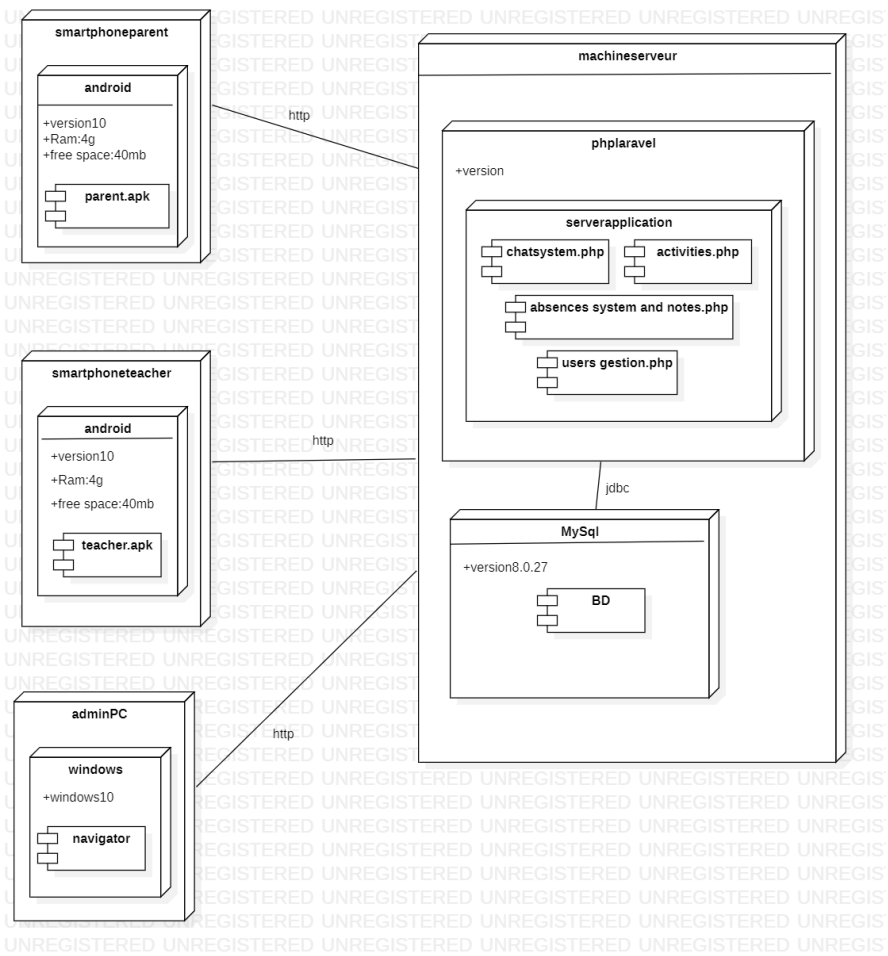 smartphoneparent
android
+version10
+Ram:4g
+free space:40mb
parent.apk
http
machineserveur
phplaravel
+version
serverapplication
chatsystem.php
activities.php
absences system and notes.php
users gestion.php
smartphoneteacher
android
+version10
+Ram:4g
+free space:40mb
teacher.apk
http
jdbc
MySql
+version8.0.27
BD
adminPC
windows
+windows10
navigator
http
UNREGISTERED